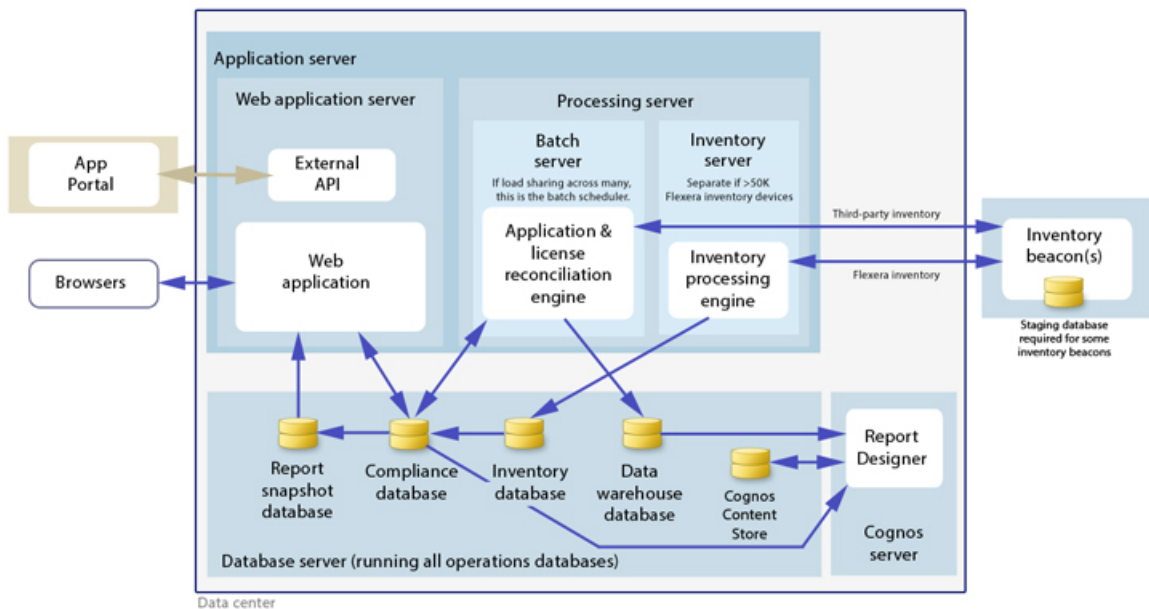 Application server
Web application server
Processing server
Batch
server
If load sharing across many,
this is the batch scheduler.
Inventory
server
Separate if >50K
Flexera inventory devices
App
Portal
External
API
Browsers
Web
application
Application &
license
reconciliation
engine
Inventory
processing
engine
Third-party inventory
Flexera inventory
Inventory
beacon(s)
Staging database
required for some
inventory beacons
Report
snapshot
database
Compliance
database
Inventory
database
Data
warehouse
database
Cognos
Content
Store
Report
Designer
Cognos
server
Database server (running all operations databases)
Data center